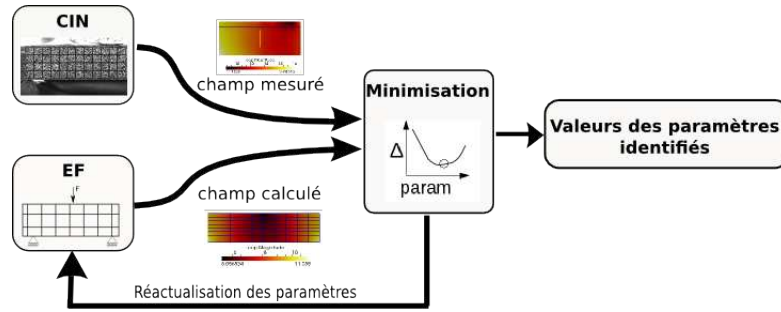 CIN
champ mesuré
Minimisation
Δ
param
Valeurs des paramètres
identifiés
EF
F
champ calculé
Réactualisation des paramètres